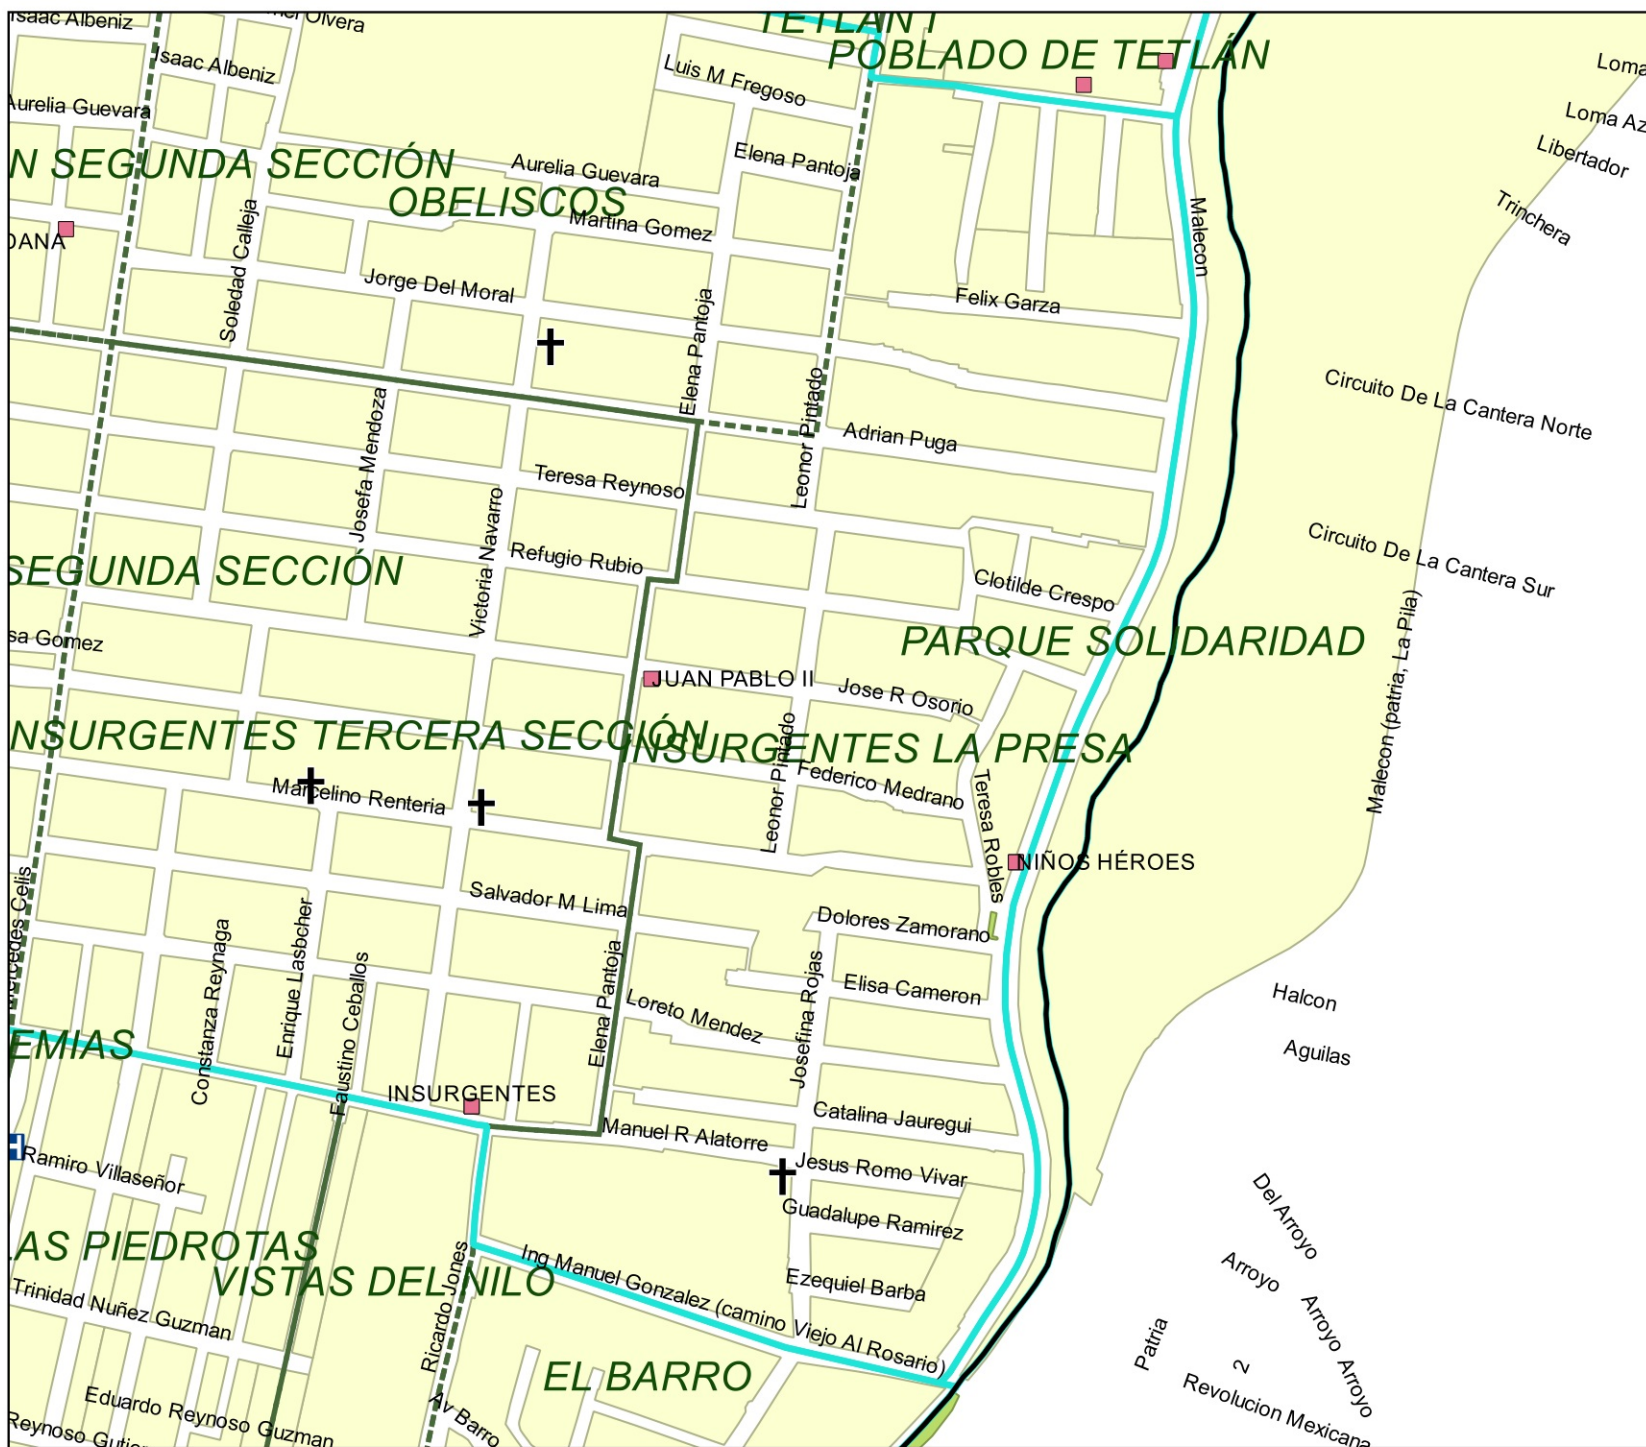 Isaac Albeniz
Olvera
TETLÁN I
POBLADO DE TETLÁN
Isaac Albeniz
Luis M Fregoso
Loma
Aurelia Guevara
Loma Az
Libertador
N SEGUNDA SECCIÓN
Aurelia Guevara
Elena Pantoja
OBELISCOS
Martina Gomez
Trinchera
Malecon
DANA
Soledad Calleja
Jorge Del Moral
Felix Garza
Elena Pantoja
Leonor Pintado
Circuito De La Cantera Norte
Josefa Mendoza
Adrian Puga
Teresa Reynoso
Victoria Navarro
Refugio Rubio
Circuito De La Cantera Sur
SEGUNDA SECCIÓN
Clotilde Crespo
sa Gomez
PARQUE SOLIDARIDAD
Malecon (patria, La Pila)
JUAN PABLO II
Jose R Osorio
INSURGENTES TERCERA SECCIÓN
INSURGENTES LA PRESA
Leonor Pintado
Federico Medrano
Marcelino Renteria
Teresa Robles
NIÑOS HÉROES
Mercedes Celis
Salvador M Lima
Dolores Zamorano
Constanza Reynaga
Enrique Lasbcher
Faustino Ceballos
Elena Pantoja
Josefina Rojas
Elisa Cameron
Loreto Mendez
Halcon
EMIAS
Aguilas
INSURGENTES
Catalina Jauregui
Manuel R Alatorre
H
Ramiro Villaseñor
Jesus Romo Vivar
Guadalupe Ramirez
Del Arroyo
LAS PIEDROTAS
VISTAS DEL NILO
Ricardo Jones
Ing Manuel Gonzalez (camino Viejo Al Rosario)
Ezequiel Barba
Arroyo
Trinidad Nuñez Guzman
Arroyo Arroyo
Patria
2
EL BARRO
Eduardo Reynoso Guzman
Av Barro
Revolucion Mexicana
Reynoso Gutier